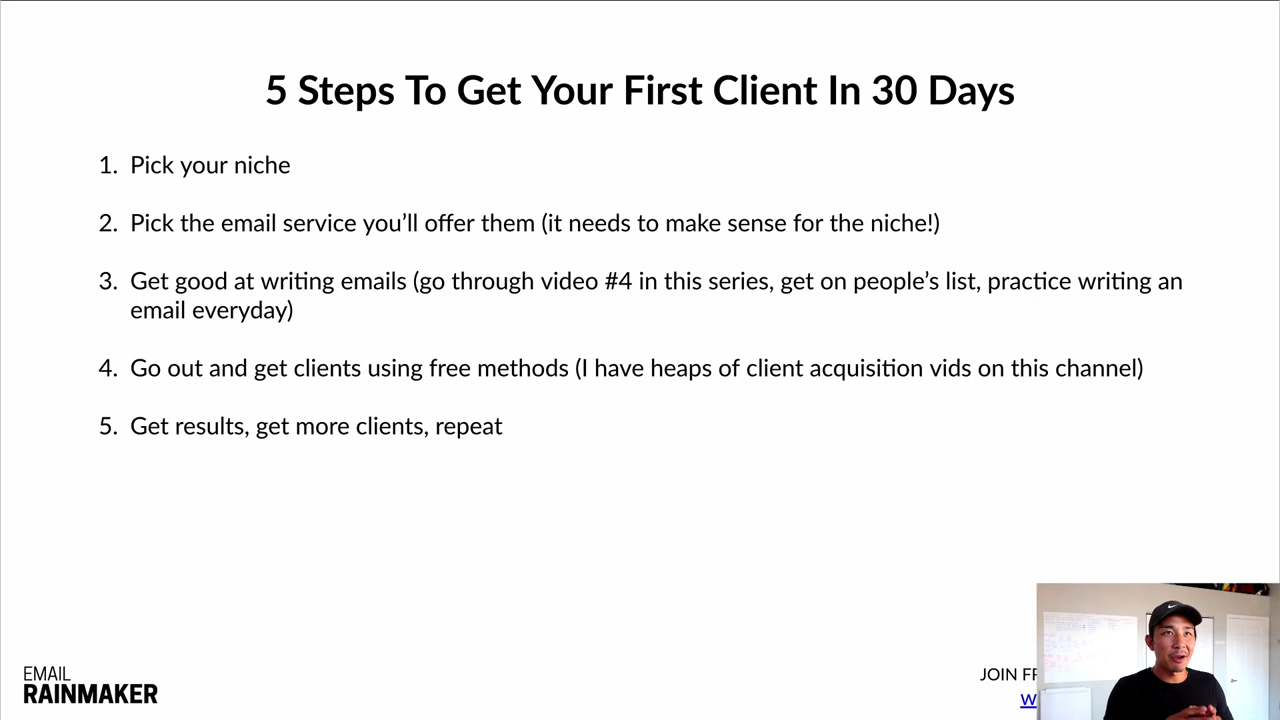 5 Steps To Get Your First Client In 30 Days
1. Pick your niche
2. Pick the email service you’ll offer them (it needs to make sense for the niche!)
3. Get good at writing emails (go through video #4 in this series, get on people’s list, practice writing an
email everyday)
4. Go out and get clients using free methods (I have heaps of client acquisition vids on this channel)
5. Get results, get more clients, repeat
EMAIL
RAINMAKER
JOIN